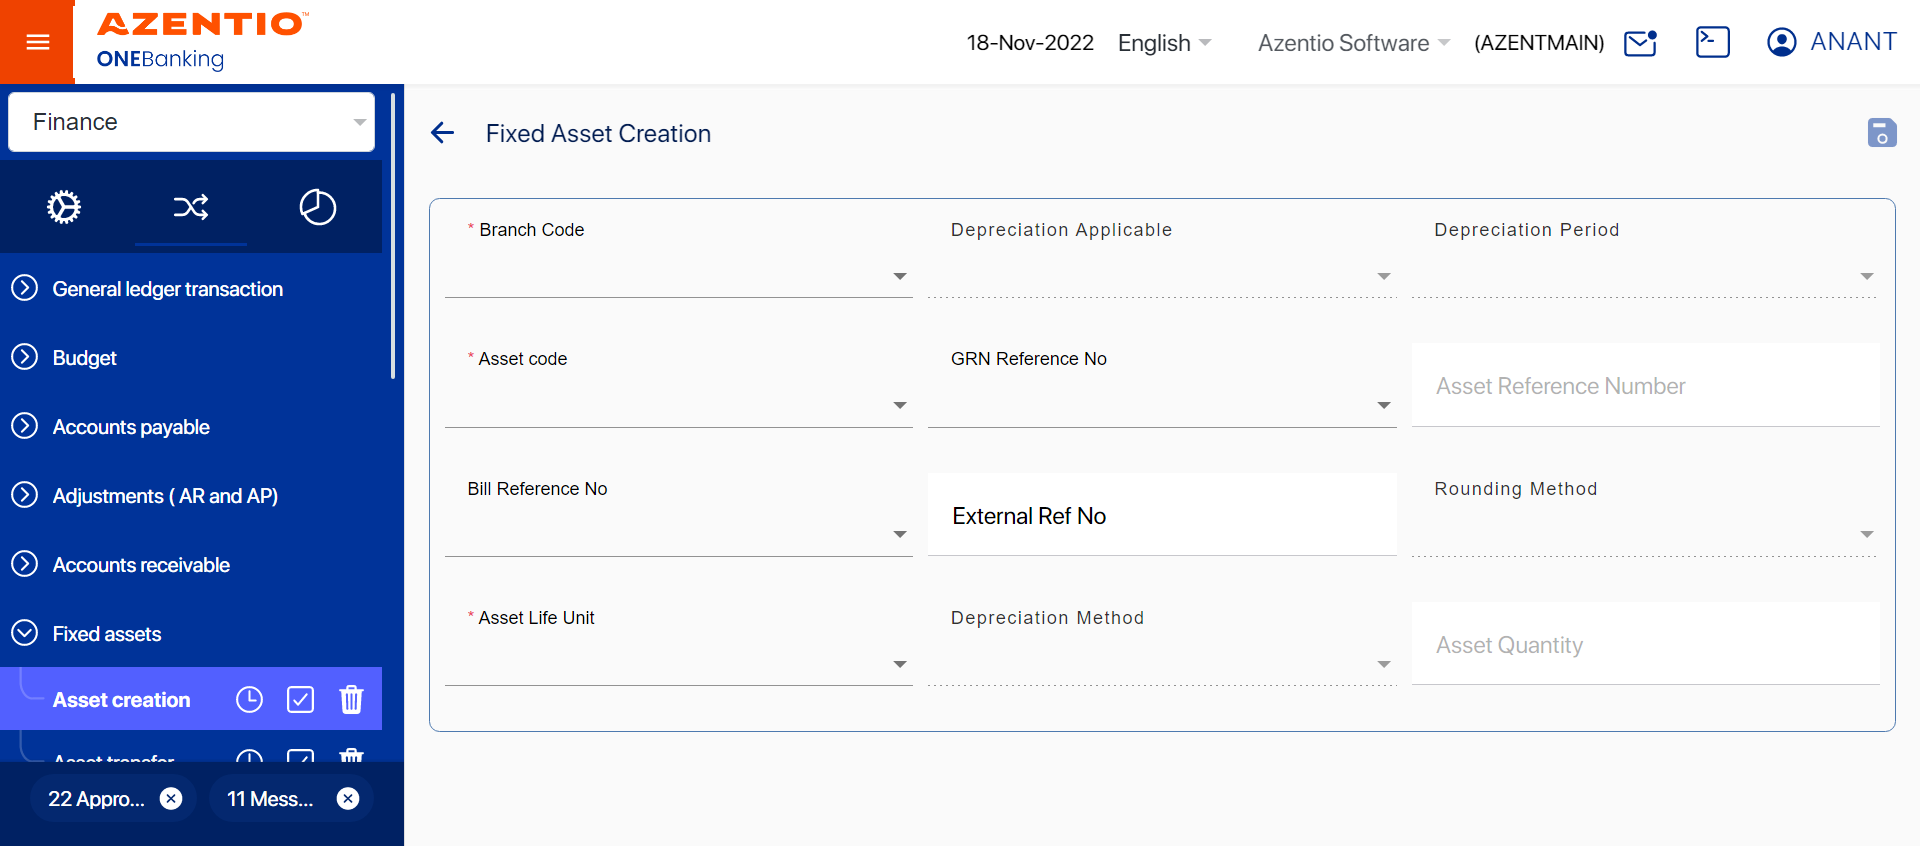 AZENTIO™
ONEBanking
18-Nov-2022 English Azentio Software (AZENTMAIN) ANANT
Finance
General ledger transaction
Budget
Accounts payable
Adjustments ( AR and AP)
Accounts receivable
Fixed assets
Asset creation
Asset transfer
22 Appro...
11 Mess...
Fixed Asset Creation
* Branch Code
Depreciation Applicable
Depreciation Period
* Asset code
GRN Reference No
Asset Reference Number
Bill Reference No
External Ref No
Rounding Method
* Asset Life Unit
Depreciation Method
Asset Quantity